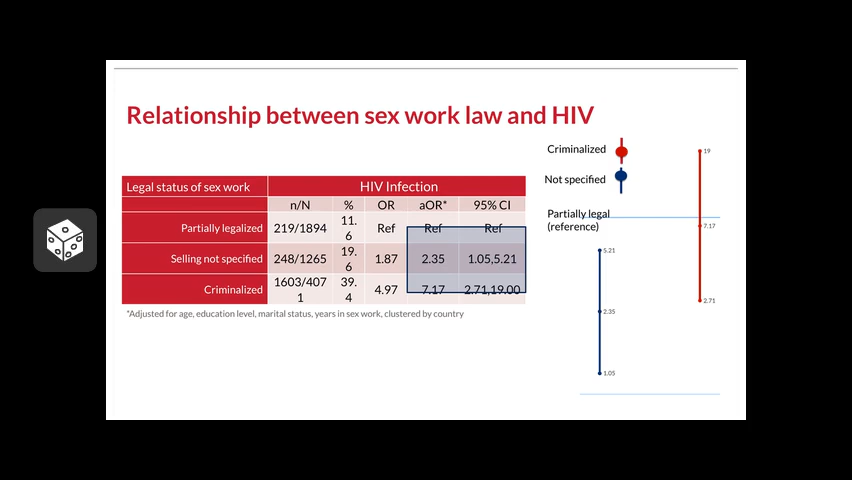 Relationship between sex work law and HIV
Legal status of sex work HIV Infection
n/N % OR aOR* 95% CI
Partially legalized 219/1894 11.6 Ref Ref Ref
Selling not specified 248/1265 19.6 1.87 2.35 1.05,5.21
Criminalized 1603/4071 39.4 4.97 7.17 2.71,19.00
*Adjusted for age, education level, marital status, years in sex work, clustered by country
Criminalized
Not specified
Partially legal
(reference)
19
7.17
2.71
5.21
2.35
1.05